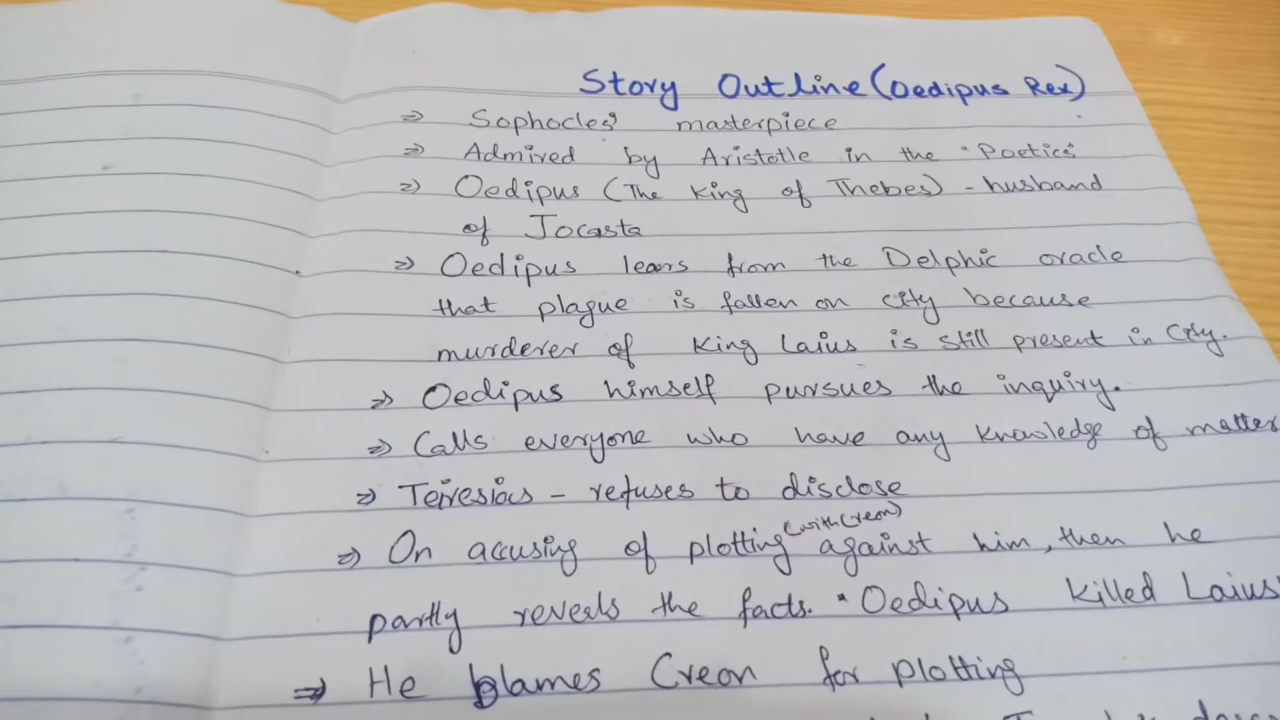 Story Outline (Oedipus Rex)
⇒ Sophocles' masterpiece
⇒ Admired by Aristotle in the "Poetics"
⇒ Oedipus (The King of Thebes) - husband
of Jocasta
⇒ Oedipus lears from the Delphic oracle
that plague is fallen on city because
murderer of King Laius is still present in City.
⇒ Oedipus himself pursues the inquiry.
⇒ Calls everyone who have any knowledge of matter
⇒ Teiresias - refuses to disclose
⇒ On accusing of plotting (with Creon) against him, then he
partly reveals the facts. "Oedipus Killed Laius"
⇒ He blames Creon for plotting